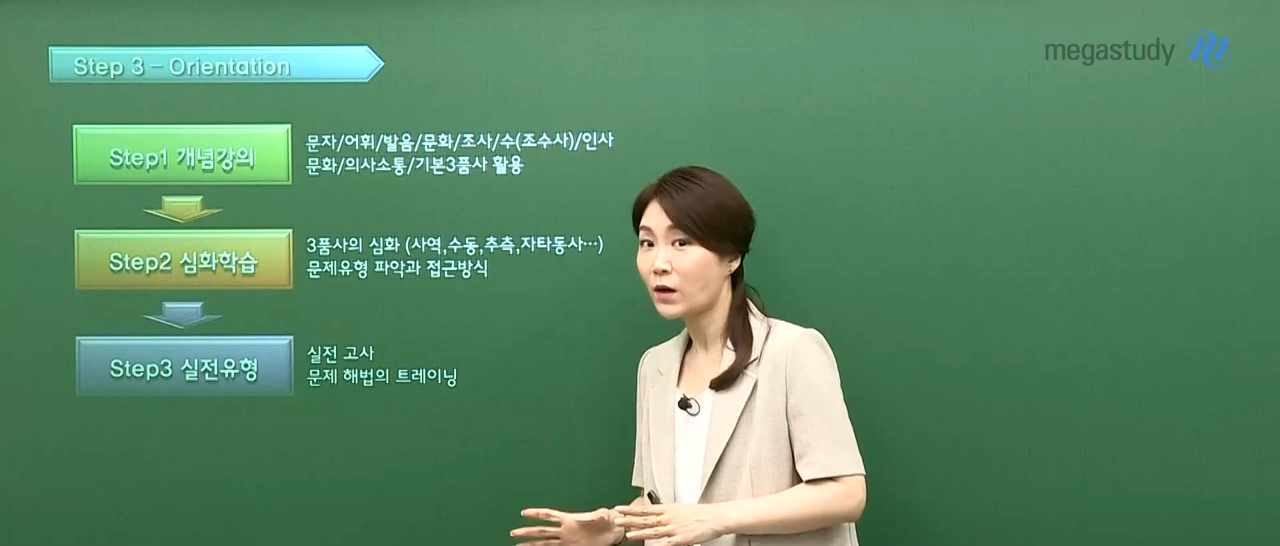 Step 3 – Orientation
megastudy
Step1 개념강의
문자/어휘/발음/문화/조사/수(조수사)/인사
문화/의사소통/기본3품사 활용
Step2 심화학습
3품사의 심화 (사역,수동,추측,자타동사…)
문제유형 파악과 접근방식
Step3 실전유형
실전 고사
문제 해법의 트레이닝